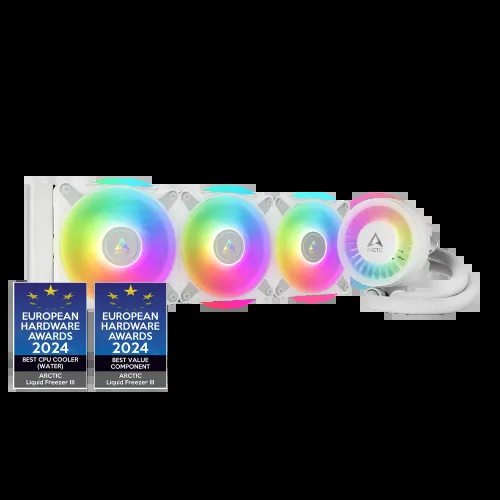 ARCTIC
EUROPEAN
HARDWARE
AWARDS
2024
BEST CPU COOLER
(WATER)
ARCTIC
Liquid Freezer III
EUROPEAN
HARDWARE
AWARDS
2024
BEST VALUE
COMPONENT
ARCTIC
Liquid Freezer III